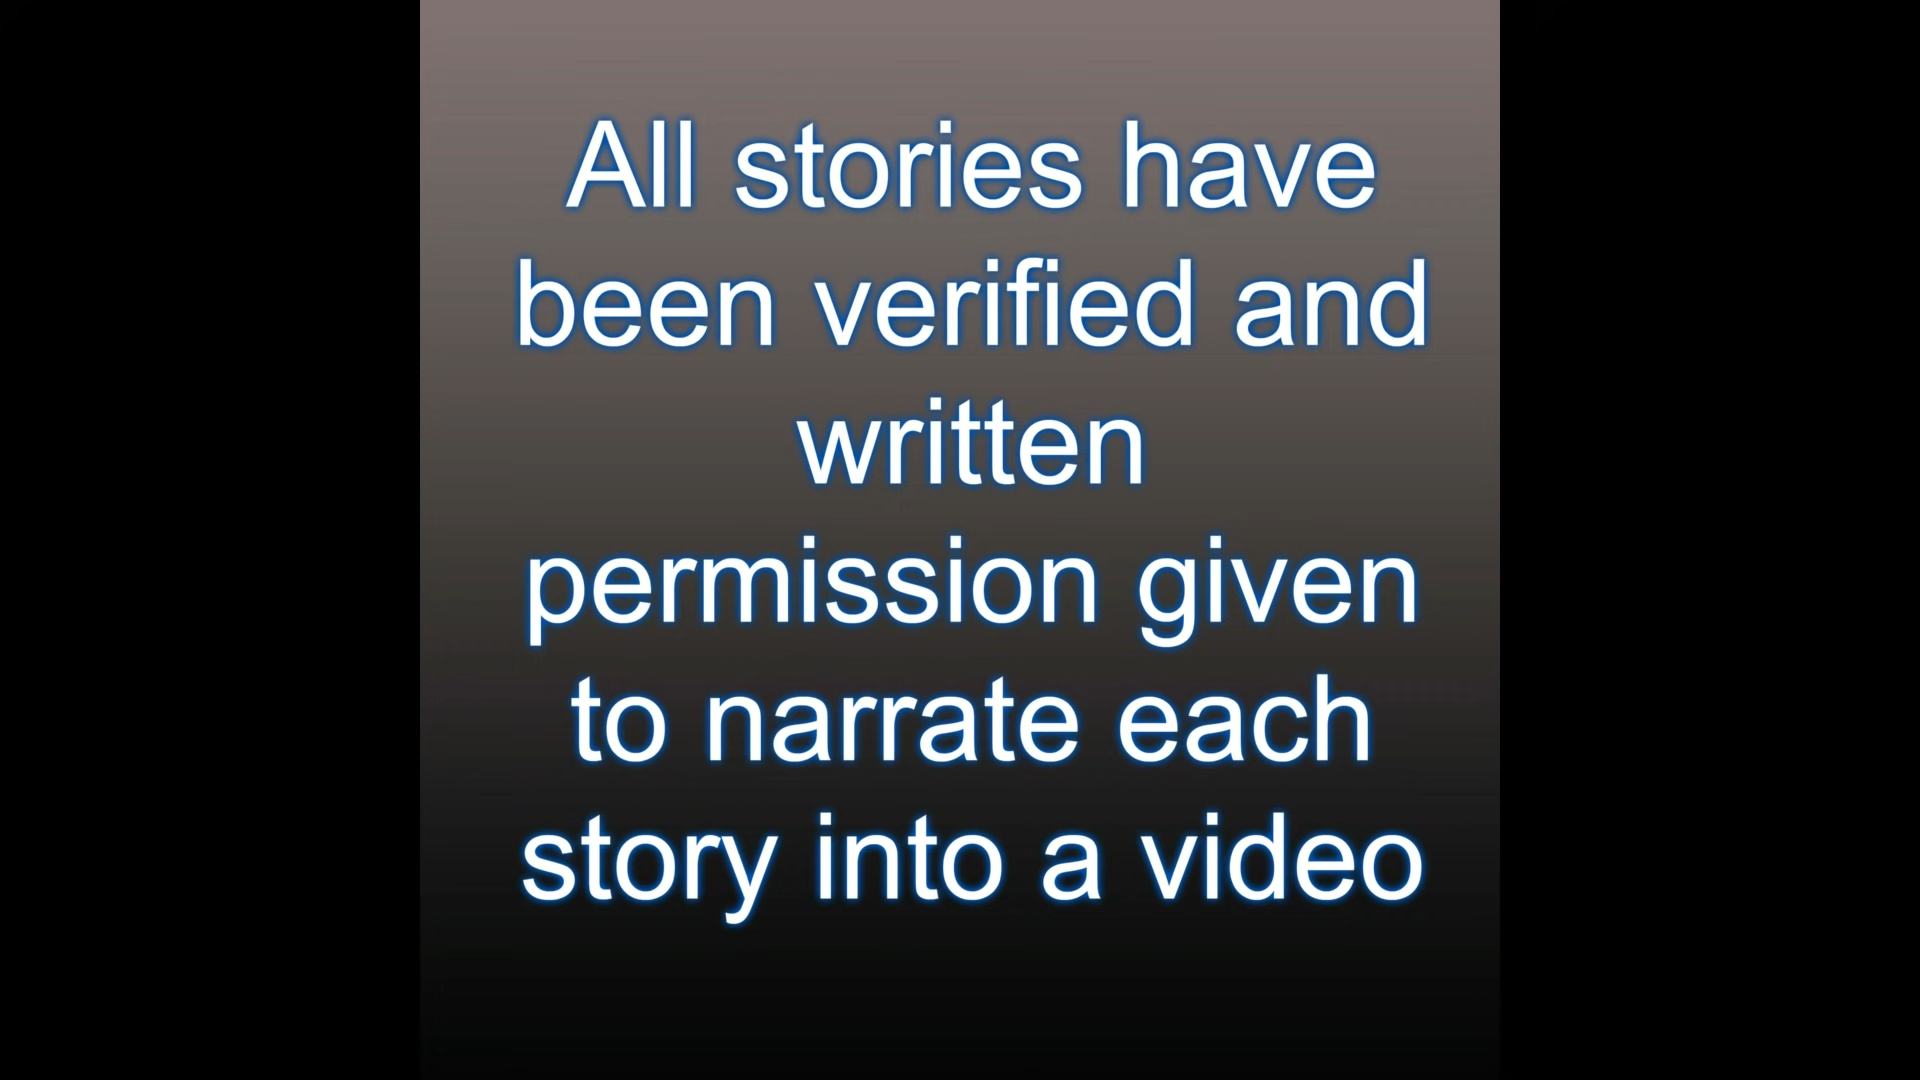 All stories have
been verified and
written
permission given
to narrate each
story into a video